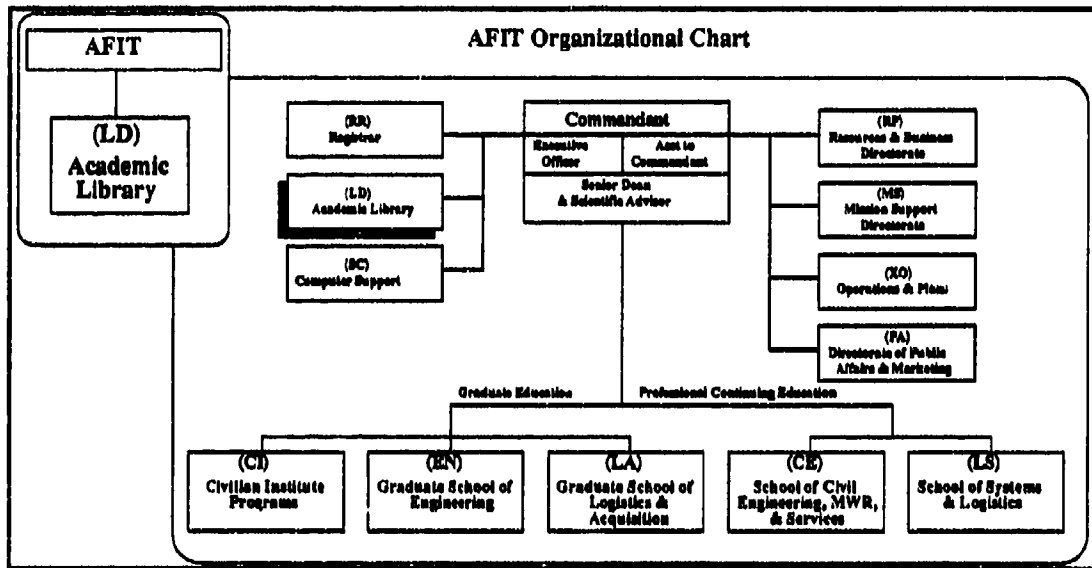 AFIT Organizational Chart
AFIT
(LD)
Academic
Library
(RR)
Registrar
(LD)
Academic Library
(SC)
Computer Support
Commandant
Executive
Officer
Asst to
Commandant
Senior Dean
& Scientific Advisor
(RP)
Resources & Business
Directorate
(MS)
Mission Support
Directorate
(XO)
Operations & Plans
(PA)
Directorate of Public
Affairs & Marketing
Graduate Education
Professional Continuing Education
(CI)
Civilian Institute
Programs
(EN)
Graduate School of
Engineering
(LA)
Graduate School of
Logistics &
Acquisition
(CE)
School of Civil
Engineering, MWR,
& Services
(LS)
School of Systems
& Logistics